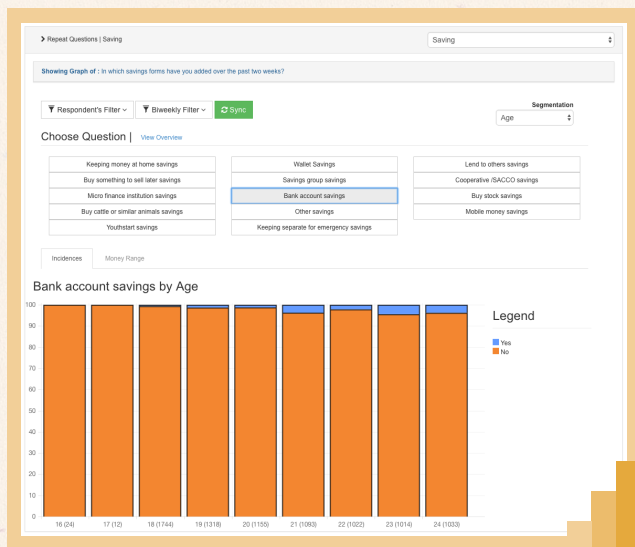 Repeat Questions | Saving
Saving
Showing Graph of : In which savings forms have you added over the past two weeks?
Respondent's Filter
Biweekly Filter
Sync
Segmentation
Age
Choose Question | View Overview
Keeping money at home savings
Wallet Savings
Lend to others savings
Buy something to sell later savings
Savings group savings
Cooperative /SACCO savings
Micro finance institution savings
Bank account savings
Buy stock savings
Buy cattle or similar animals savings
Other savings
Mobile money savings
Youthstart savings
Keeping separate for emergency savings
Incidences
Money Range
Bank account savings by Age
100
90
80
70
60
50
40
30
20
10
0
16 (24)
17 (12)
18 (1744)
19 (1318)
20 (1155)
21 (1093)
22 (1022)
23 (1014)
24 (1033)
Legend
Yes
No